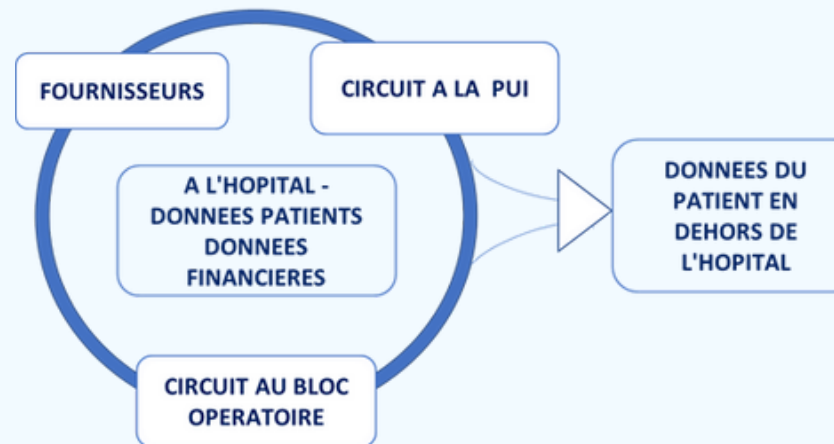 FOURNISSEURS
CIRCUIT A LA PUI
A L'HOPITAL -
DONNEES PATIENTS
DONNEES
FINANCIERES
DONNEES DU
PATIENT EN
DEHORS DE
L'HOPITAL
CIRCUIT AU BLOC
OPERATOIRE